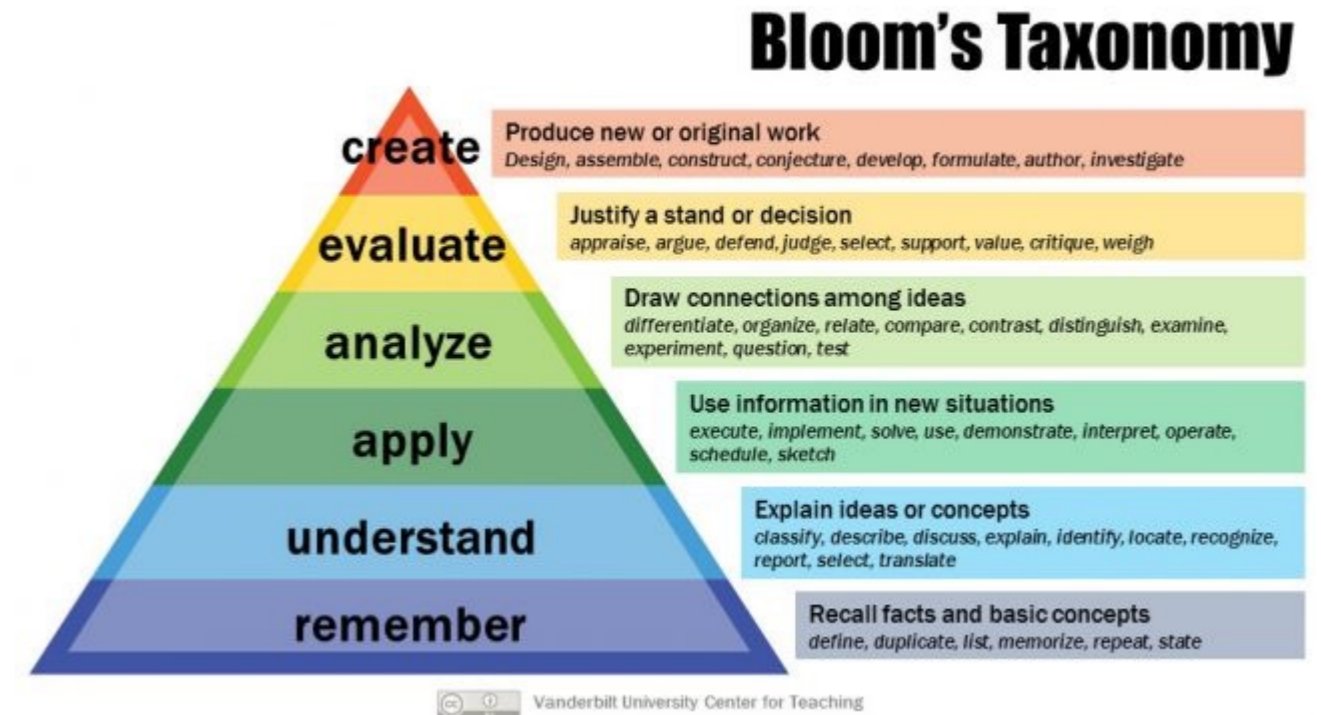 Bloom's Taxonomy
create
Produce new or original work
Design, assemble, construct, conjecture, develop, formulate, author, investigate
evaluate
Justify a stand or decision
appraise, argue, defend, judge, select, support, value, critique, weigh
analyze
Draw connections among ideas
differentiate, organize, relate, compare, contrast, distinguish, examine,
experiment, question, test
apply
Use information in new situations
execute, implement, solve, use, demonstrate, interpret, operate,
schedule, sketch
understand
Explain ideas or concepts
classify, describe, discuss, explain, identify, locate, recognize,
report, select, translate
remember
Recall facts and basic concepts
define, duplicate, list, memorize, repeat, state
cc
Vanderbilt University Center for Teaching